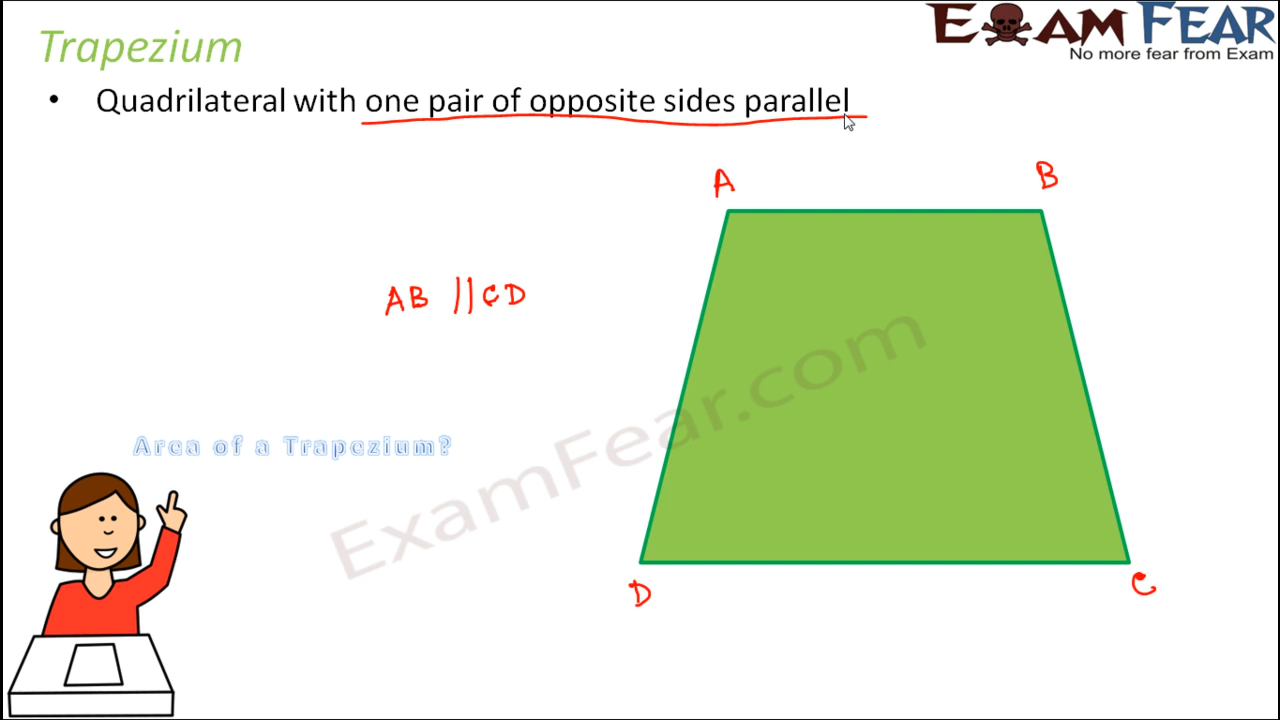 Trapezium
EXAM FEAR
No more fear from Exam
• Quadrilateral with one pair of opposite sides parallel
A
B
AB || CD
ExamFear.com
Area of a Trapezium?
D
C